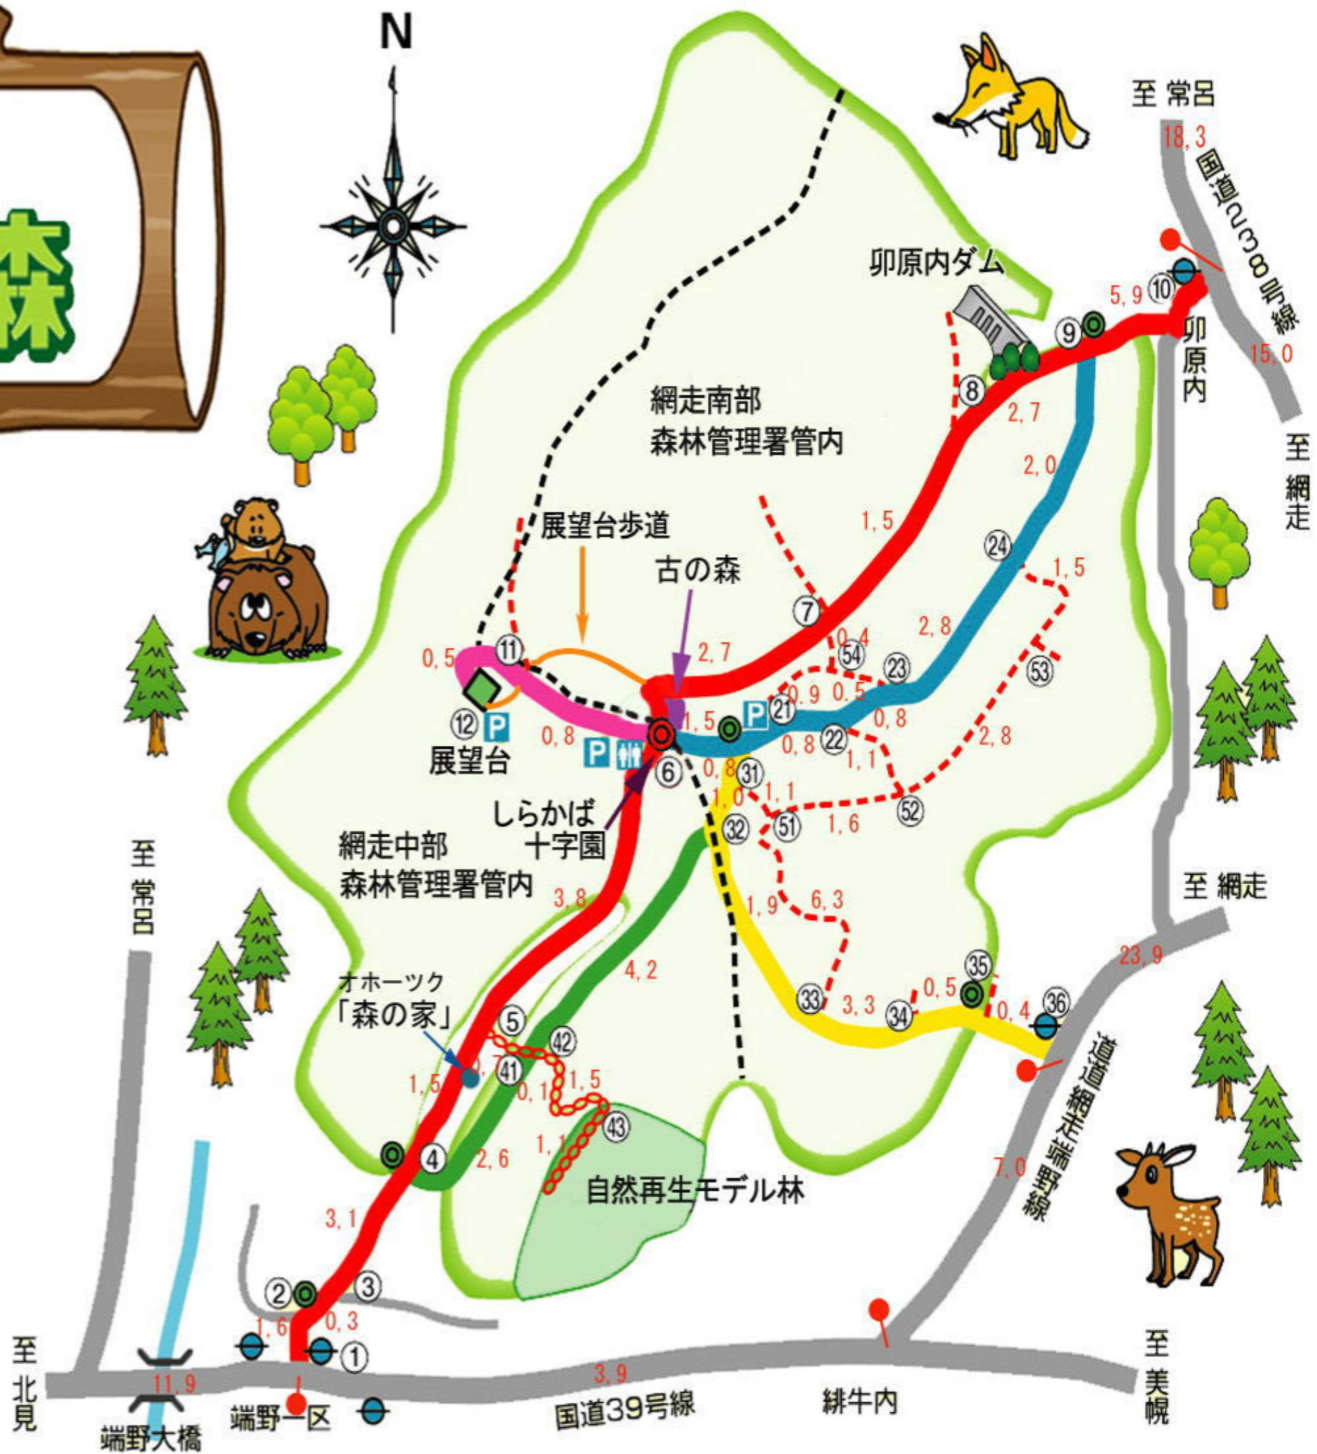 N
森
至 常呂
18,3
国道238号線
卯原内ダム
⑩
5,9
⑨
卯原内
15,0
⑧
2,7
網走南部
森林管理署管内
至 網走
2,0
展望台歩道
1,5
㉔
古の森
1,5
⑦
0,4
2,8
0,5
⑪
2,7
54
㉓
53
0,9
0,5
⑫
P
1,5
P
㉑
0,8
展望台
0,8
P
0,8
㉒
2,8
⑥
0,8
㉛
1,1
しらかば
十字園
1,0
1,1
㉜
51
1,6
52
網走中部
森林管理署管内
至 常呂
3,8
1,9
6,3
至 網走
23,9
4,2
㉟
オホーツク
「森の家」
㉝
3,3
㉞
0,5
0,4
㊱
⑤
㊷
0,7
1,5
㊶
0,1
1,5
道道網走端野線
㊸
④
2,6
1,1
7,0
自然再生モデル林
3,1
②
③
1,6
0,3
①
至 北見
11,9
3,9
至 美幌
端野大橋
端野一区
国道39号線
緋牛内